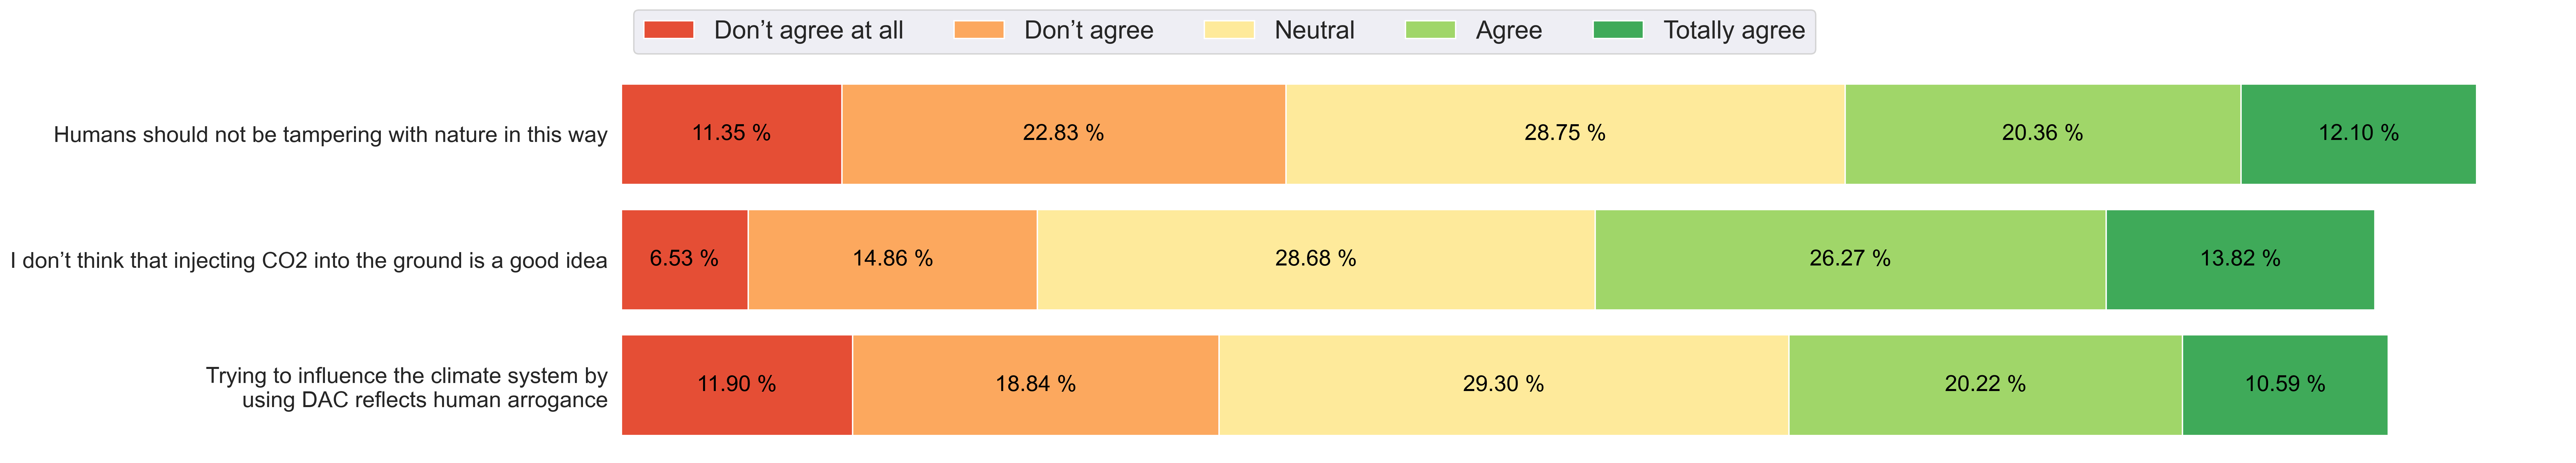 Don’t agree at all Don’t agree Neutral Agree Totally agree
Humans should not be tampering with nature in this way 11.35 % 22.83 % 28.75 % 20.36 % 12.10 %
I don’t think that injecting CO2 into the ground is a good idea 6.53 % 14.86 % 28.68 % 26.27 % 13.82 %
Trying to influence the climate system by
using DAC reflects human arrogance 11.90 % 18.84 % 29.30 % 20.22 % 10.59 %